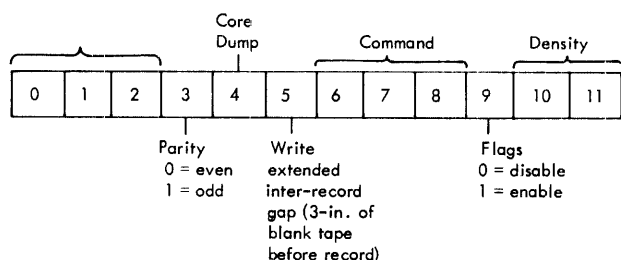 Core
Dump
Command
Density
0 1 2 3 4 5 6 7 8 9 10 11
Parity
0 = even
1 = odd
Write
extended
inter-record
gap (3-in. of
blank tape
before record)
Flags
0 = disable
1 = enable